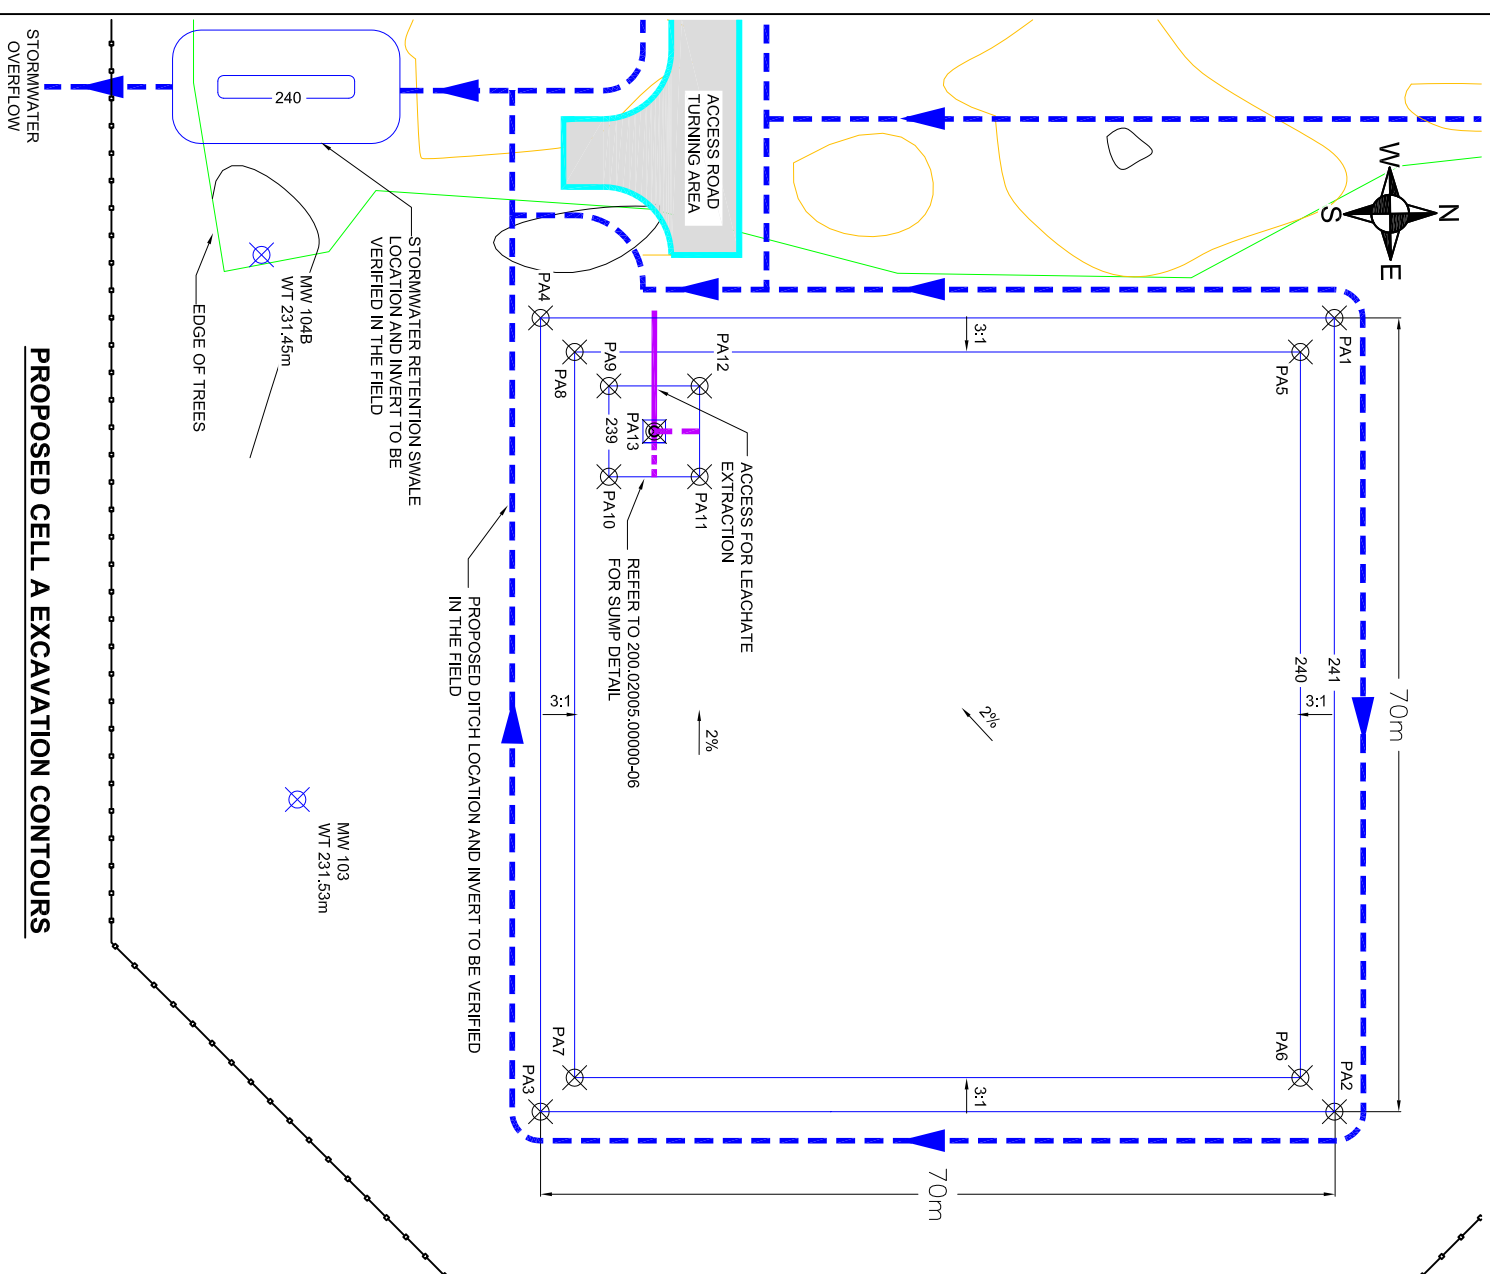 STORMWATER
OVERFLOW
240
ACCESS ROAD
TURNING AREA
W
N
S
E
STORMWATER RETENTION SWALE
LOCATION AND INVERT TO BE
VERIFIED IN THE FIELD
MW 104B
WT 231.45m
EDGE OF TREES
PA4
PA1
PA8
PA5
3:1
PA9
PA12
PA13
239
PA10
PA11
ACCESS FOR LEACHATE
EXTRACTION
REFER TO 200.02005.00000-06
FOR SUMP DETAIL
PROPOSED DITCH LOCATION AND INVERT TO BE VERIFIED
IN THE FIELD
241
240
3:1
3:1
70m
2%
2%
MW 103
WT 231.53m
PA7
PA6
PA3
PA2
3:1
70m
PROPOSED CELL A EXCAVATION CONTOURS